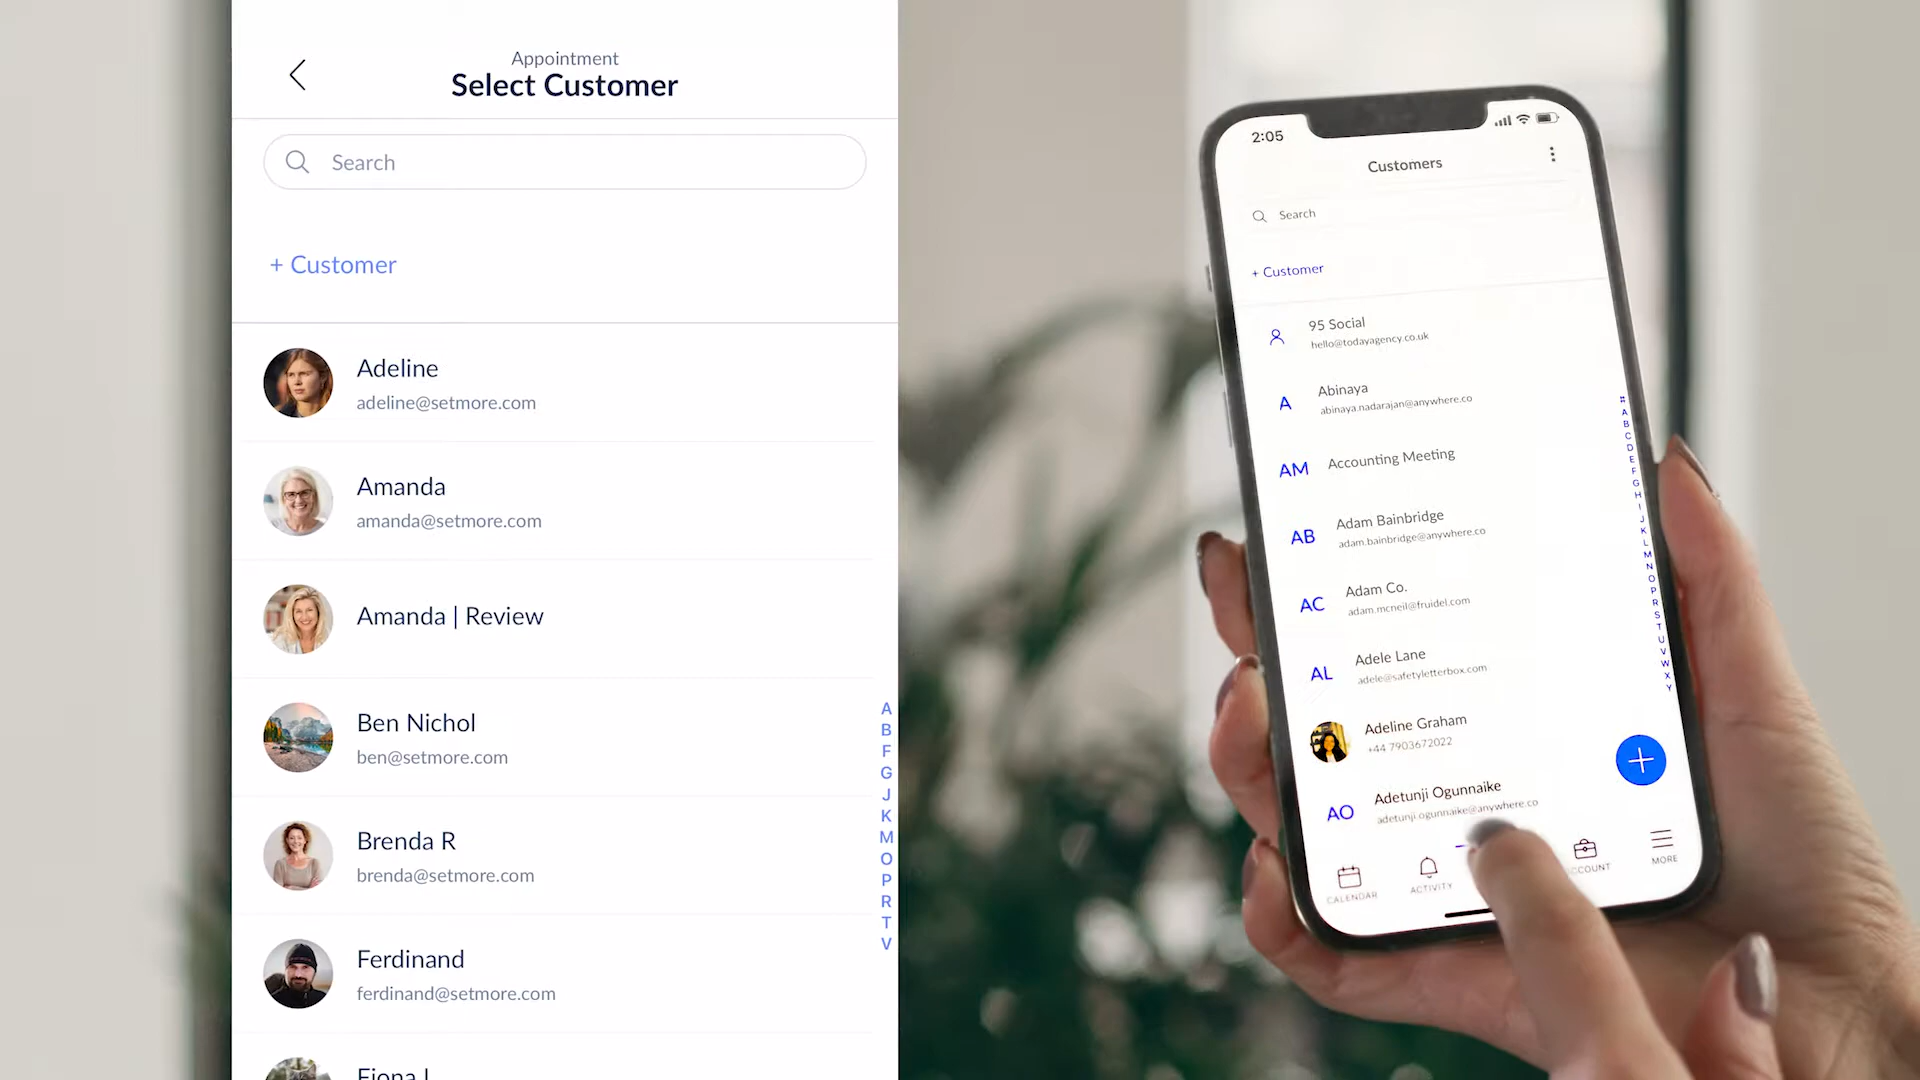 Appointment
Select Customer
Search
+ Customer
Adeline
adeline@setmore.com
Amanda
amanda@setmore.com
Amanda | Review
Ben Nichol
ben@setmore.com
Brenda R
brenda@setmore.com
Ferdinand
ferdinand@setmore.com
A
B
F
G
J
K
M
O
P
R
T
V
2:05
Customers
Search
+ Customer
95 Social
hello@todayagency.co.uk
A
Abinaya
abinaya.nadarajan@anywhere.co
AM
Accounting Meeting
AB
Adam Bainbridge
adam.bainbridge@anywhere.co
AC
Adam Co.
adam.mcneil@fruidel.com
AL
Adele Lane
adele@safetyletterbox.com
Adeline Graham
+44 7903672022
AO
Adetunji Ogunnaike
adetunji.ogunnaike@anywhere.co
#
A
B
C
D
E
F
G
H
I
J
K
L
M
N
O
P
R
S
T
U
V
W
X
Y
CALENDAR
ACTIVITY
MORE